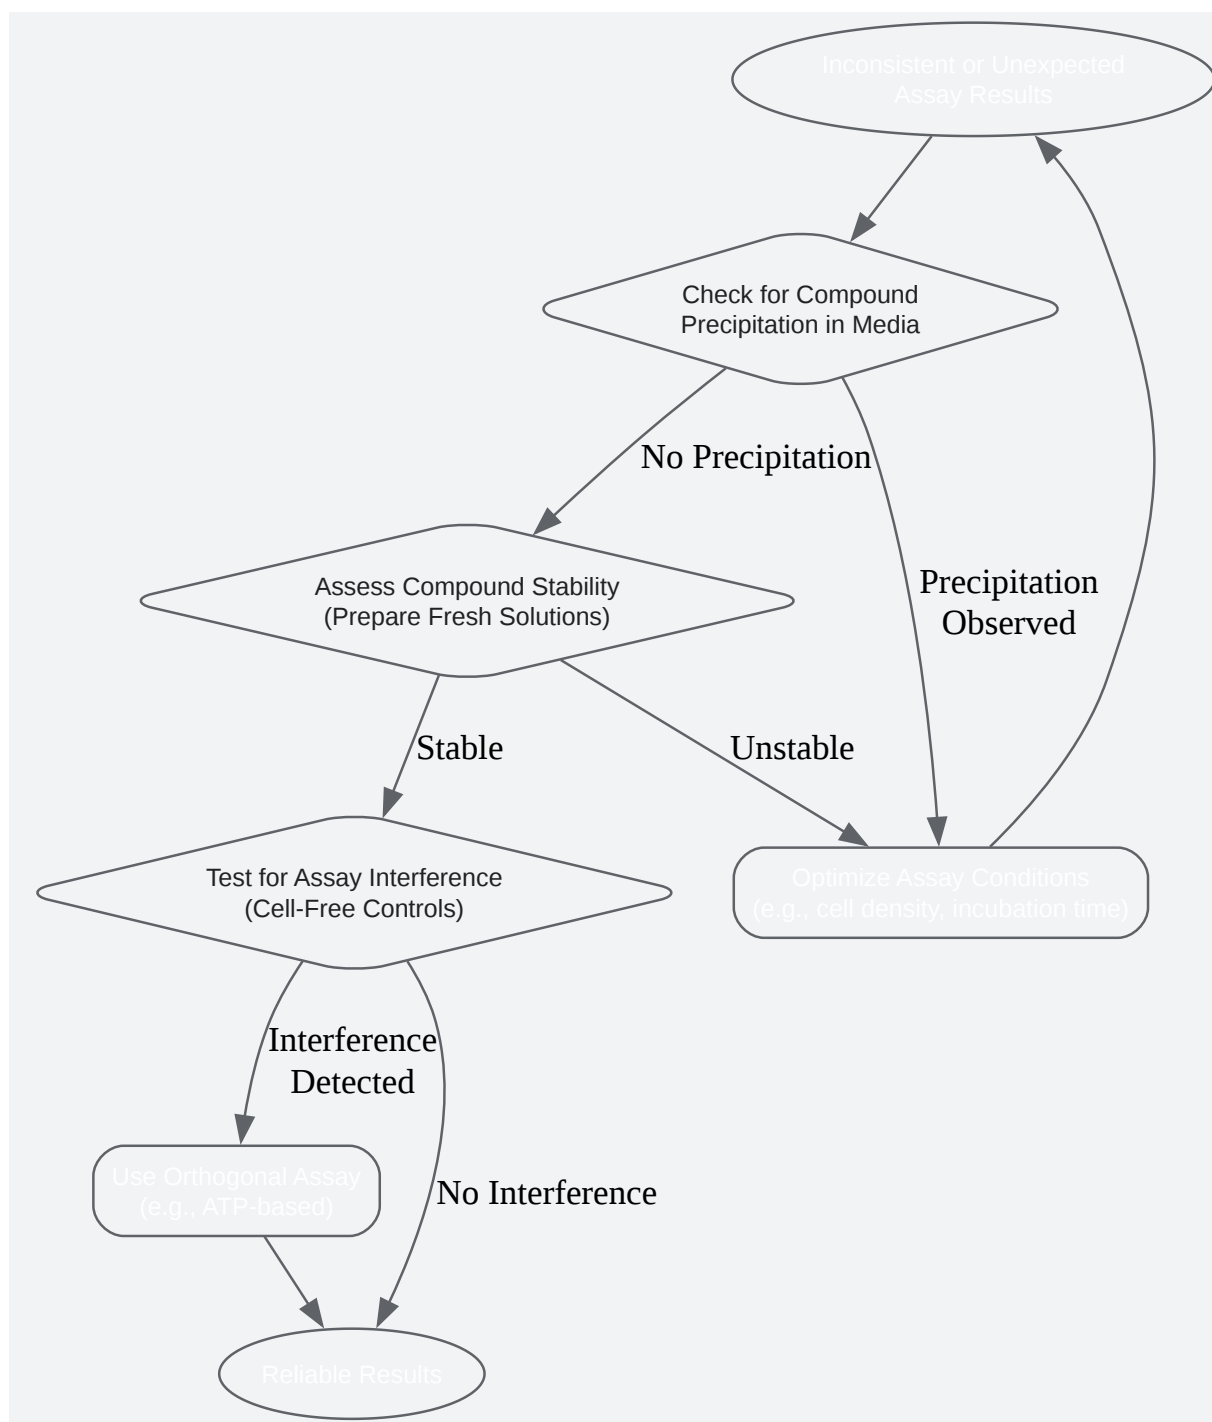 Inconsistent or Unexpected
Assay Results
Check for Compound
Precipitation in Media
No Precipitation
Precipitation
Observed
Assess Compound Stability
(Prepare Fresh Solutions)
Stable
Unstable
Test for Assay Interference
(Cell-Free Controls)
Optimize Assay Conditions
(e.g., cell density, incubation time)
Interference
Detected
Use Orthogonal Assay
(e.g., ATP-based)
No Interference
Reliable Results